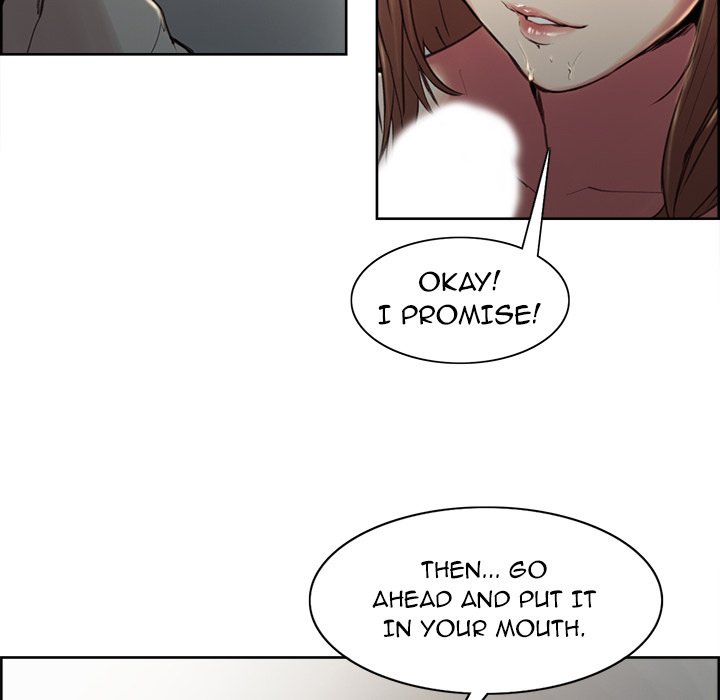 OKAY!
I PROMISE!
THEN... GO
AHEAD AND PUT IT
IN YOUR MOUTH.